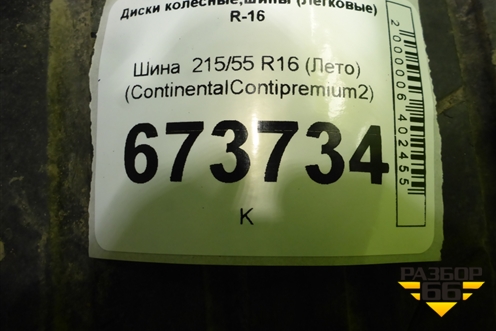 Диски колесные,шины (Легковые)
R-16
Шина 215/55 R16 (Лето)
(ContinentalContipremium2)
673734
K
2000006402455
РАЗБОР
66